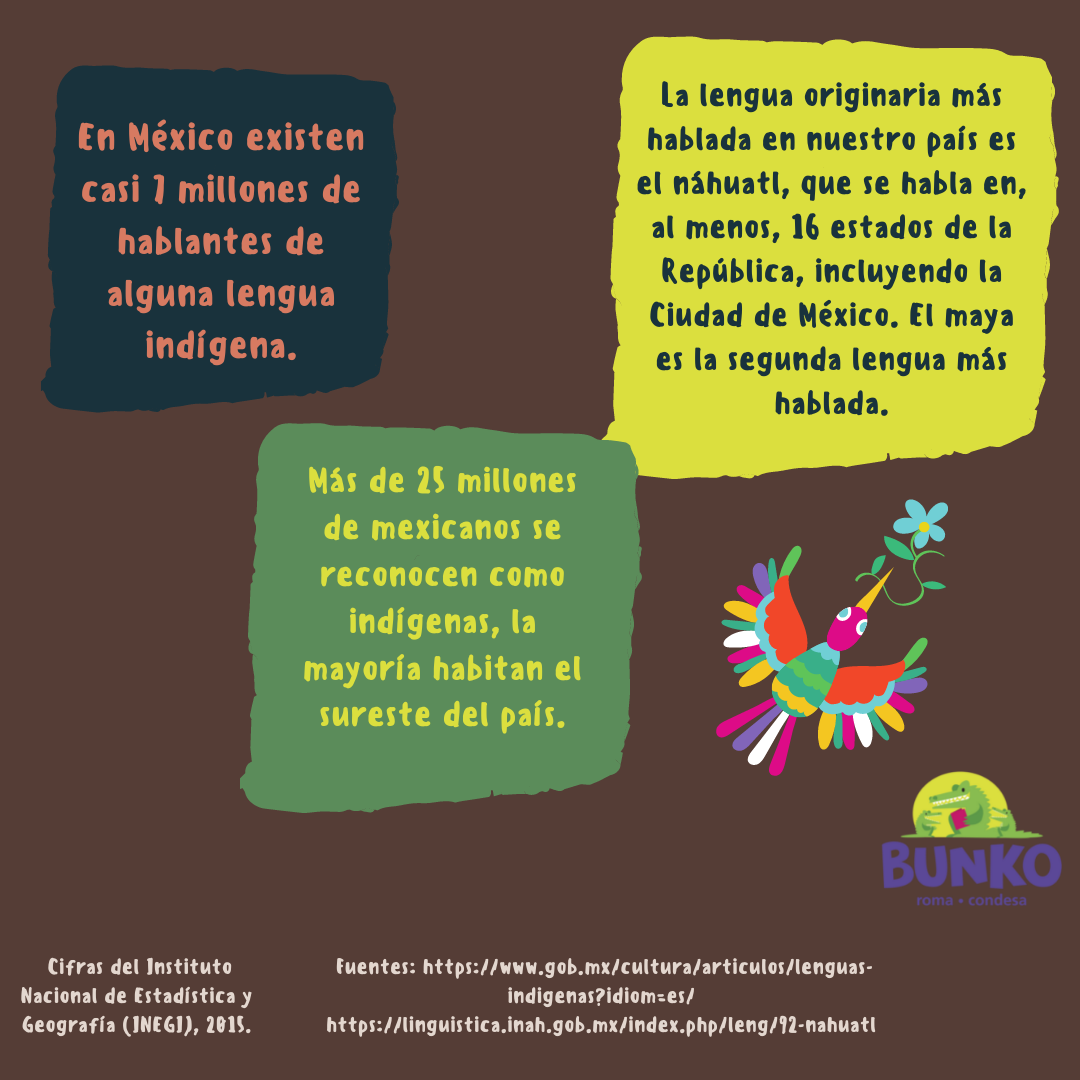 En México existen
casi 7 millones de
hablantes de
alguna lengua
indígena.
La lengua originaria más
hablada en nuestro país es
el náhuatl, que se habla en,
al menos, 16 estados de la
República, incluyendo la
Ciudad de México. El maya
es la segunda lengua más
hablada.
Más de 25 millones
de mexicanos se
reconocen como
indígenas, la
mayoría habitan el
sureste del país.
BUNKO
roma • condesa
Cifras del Instituto
Nacional de Estadística y
Geografía (INEGI), 2015.
Fuentes: https://www.gob.mx/cultura/articulos/lenguas-
indigenas?idiom=es/
https://linguistica.inah.gob.mx/index.php/leng/92-nahuatl